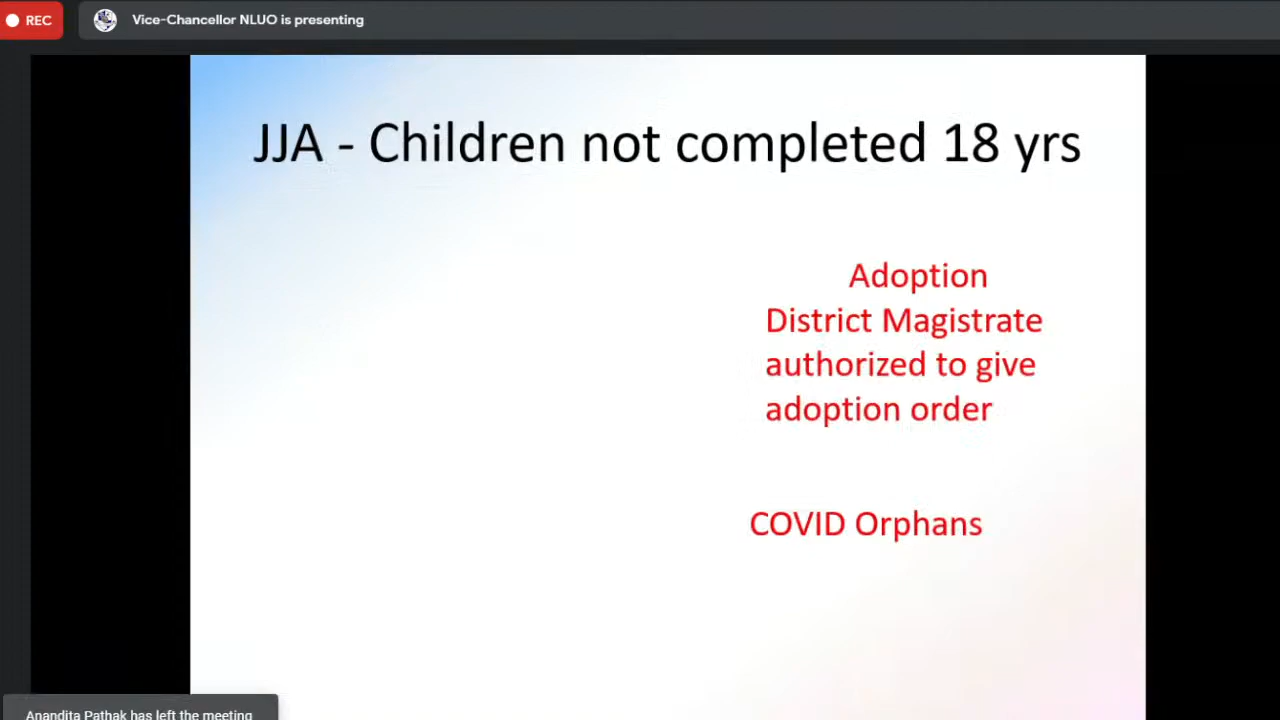 REC
Vice-Chancellor NLUO is presenting
JJA - Children not completed 18 yrs
Adoption
District Magistrate
authorized to give
adoption order
COVID Orphans
Anandita Pathak has left the meeting